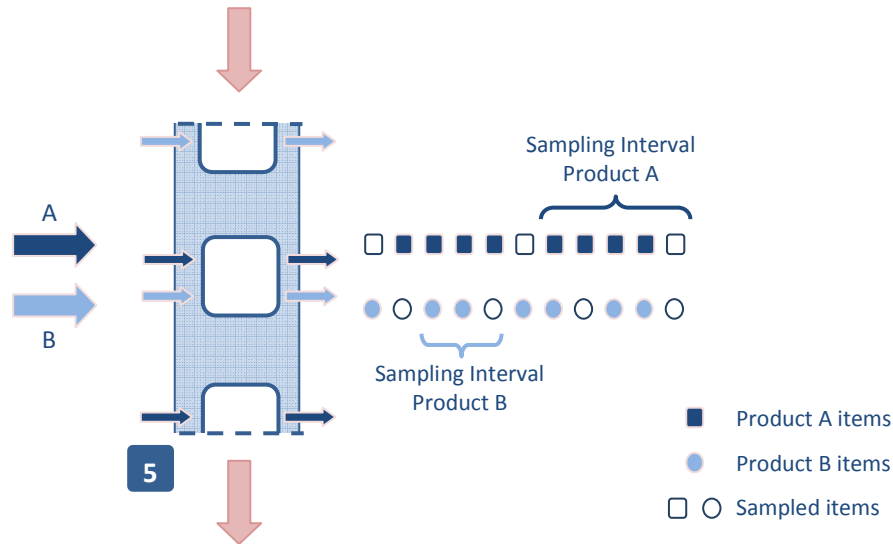 Sampling Interval
Product A
A
B
Sampling Interval
Product B
5
Product A items
Product B items
Sampled items